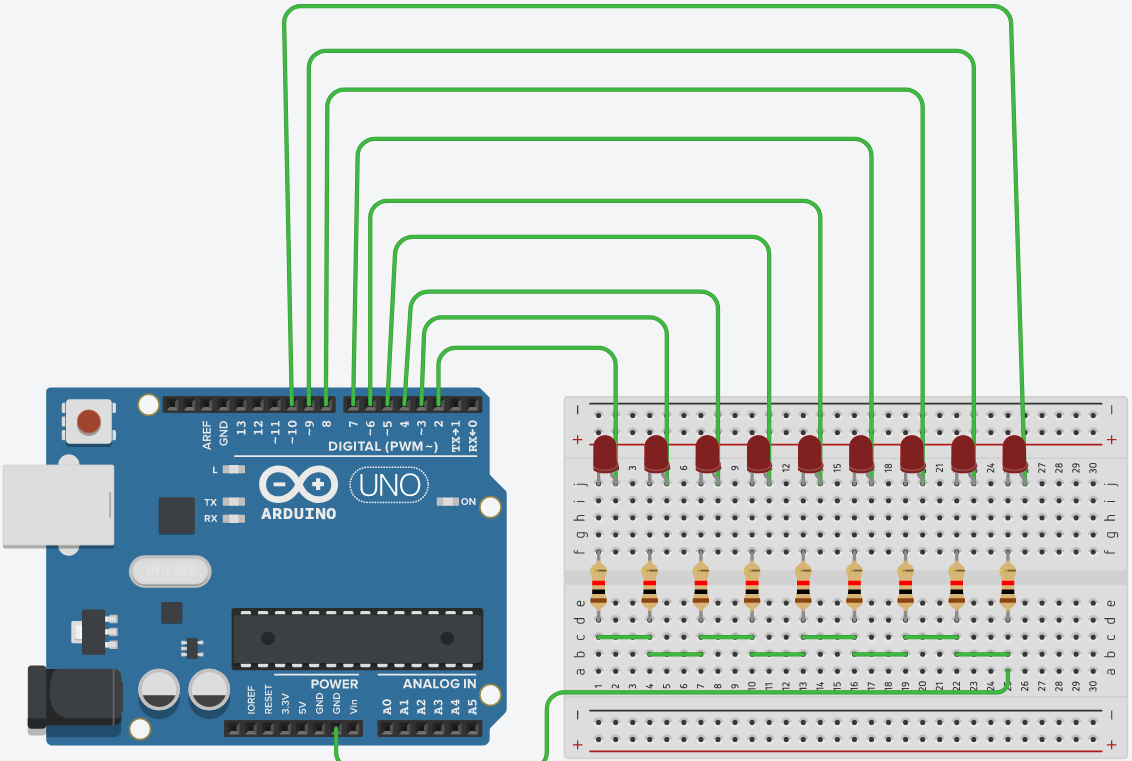 AREF
GND
13
12
~11
~10
~9
8
7
~6
~5
4
~3
2
TX→1
RX←0
DIGITAL (PWM~)
L
TX
RX
ARDUINO
UNO
ON
SPK16.000G
POWER
ANALOG IN
IOREF
RESET
3.3V
5V
GND
GND
Vin
A0
A1
A2
A3
A4
A5
− −
+ +
3 6 9 12 15 18 21 24 27 28 29 30
j j
i i
h h
g g
f f
e e
d d
c c
b b
a a
1 2 3 4 5 6 7 8 9 10 11 12 13 14 15 16 17 18 19 20 21 22 23 24 25 26 27 28 29 30
− −
+ +